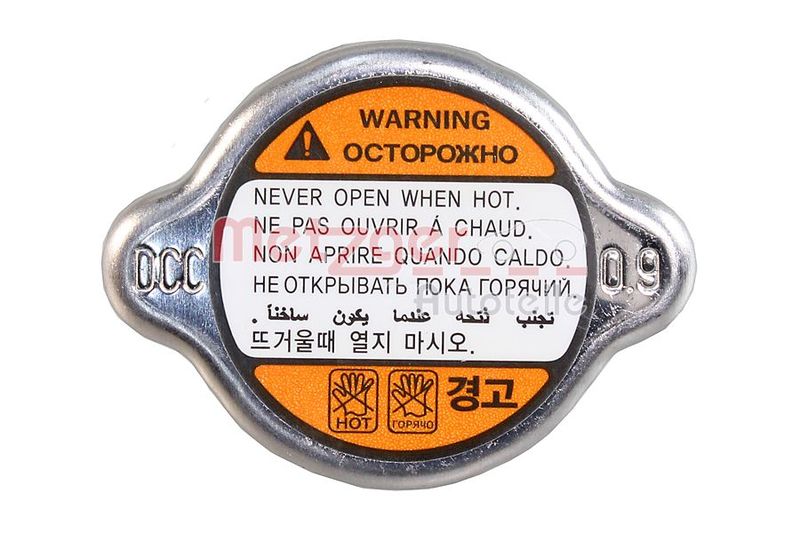 WARNING
ОСТОРОЖНО
NEVER OPEN WHEN HOT.
NE PAS OUVRIR Á CHAUD.
NON APRIRE QUANDO CALDO.
НЕ ОТКРЫВАТЬ ПОКА ГОРЯЧИЙ.
تجنب نتحه عندما يكون ساخناً .
뜨거울때 열지 마시오.
DCC
0.9
HOT
ГОРЯЧО
경고
Metzger
Autoteile